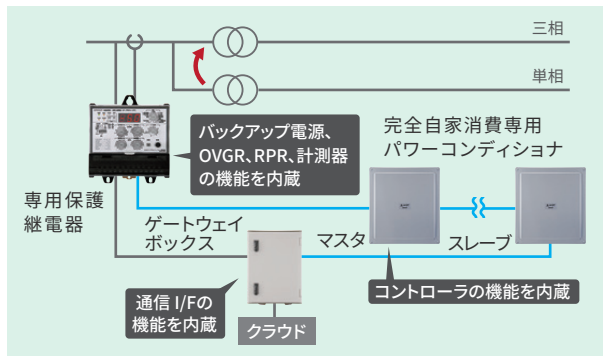 三相
単相
バックアップ電源、
OVGR、RPR、計測器
の機能を内蔵
完全自家消費専用
パワーコンディショナ
専用保護
継電器
ゲートウェイ
ボックス
マスタ
スレーブ
コントローラの機能を内蔵
通信 I/Fの
機能を内蔵
クラウド